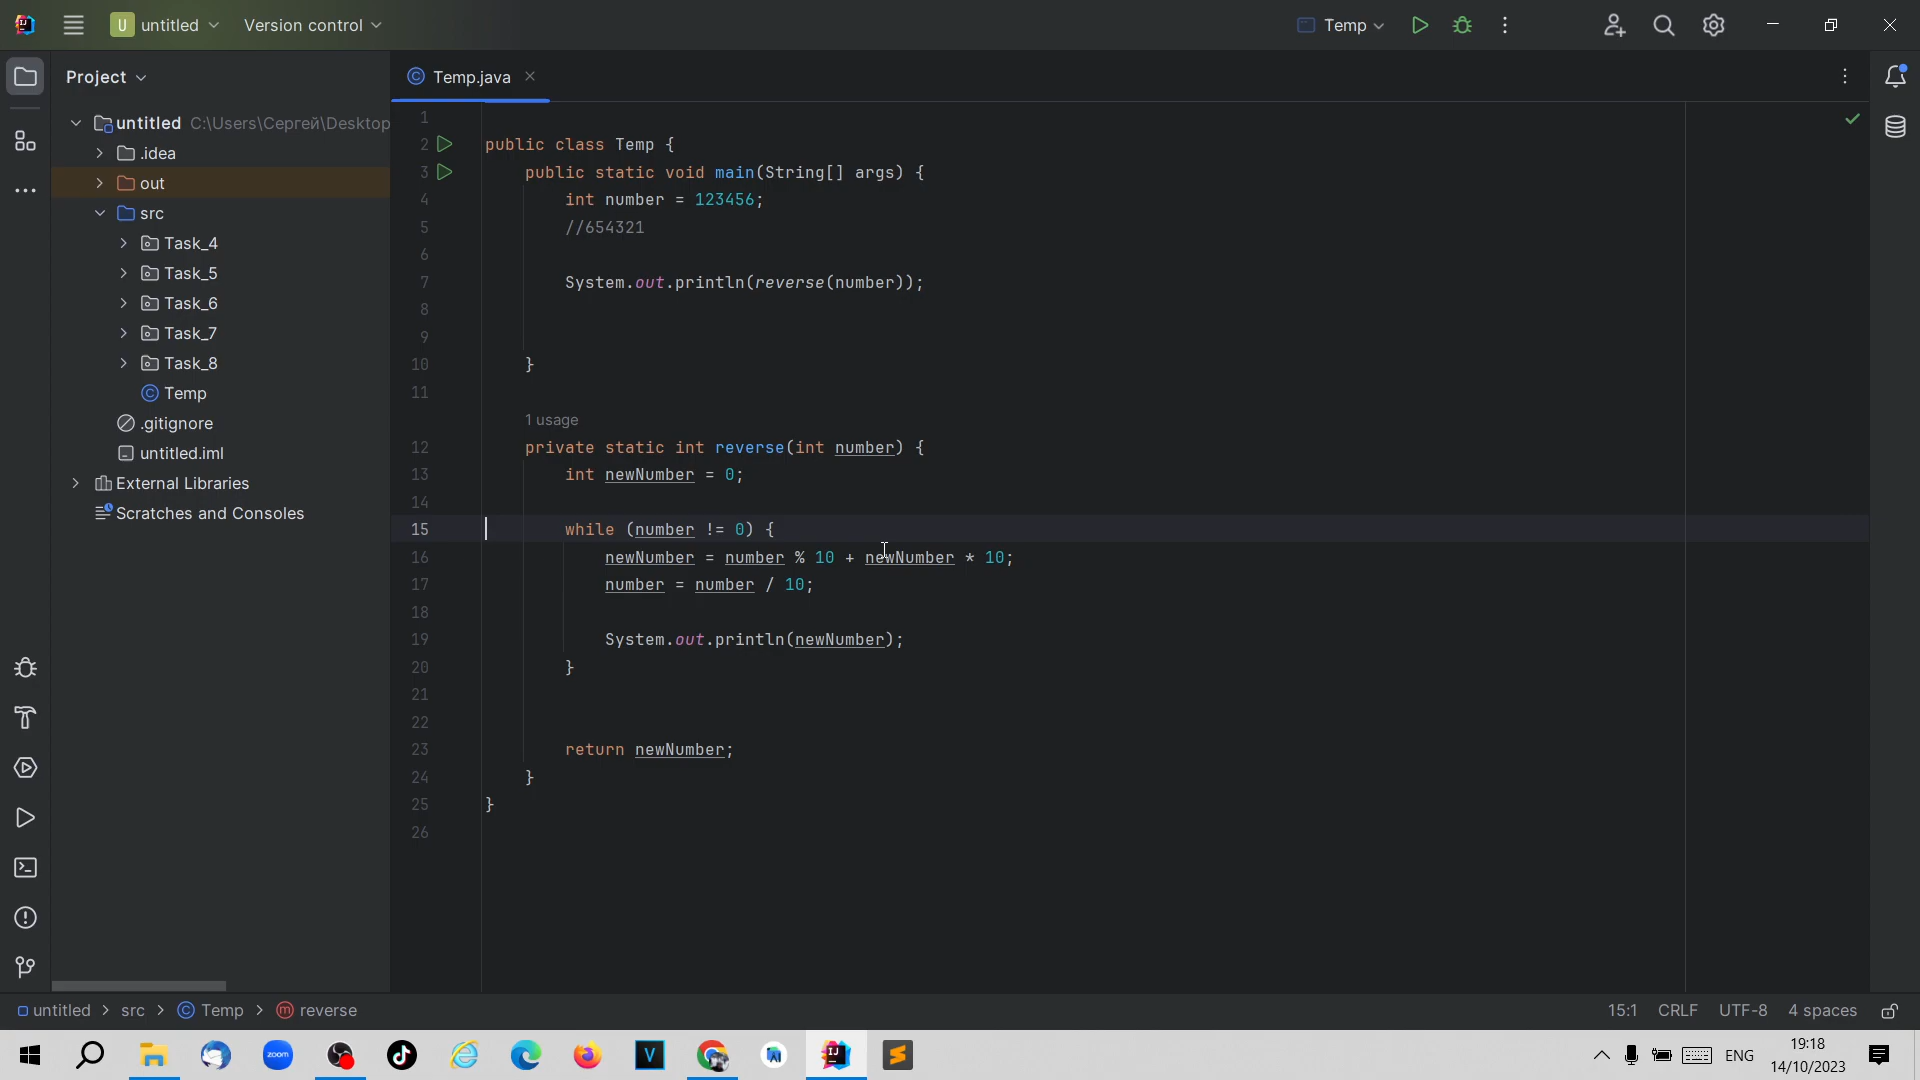 U untitled Version control Temp
Project Temp.java
untitled C:\Users\Сергей\Desktop
.idea
out
src
Task_4
Task_5
Task_6
Task_7
Task_8
Temp
.gitignore
untitled.iml
External Libraries
Scratches and Consoles
1
2 public class Temp {
3 public static void main(String[] args) {
4 int number = 123456;
5 //654321
6
7 System.out.println(reverse(number));
8
9
10 }
11
1 usage
12 private static int reverse(int number) {
13 int newNumber = 0;
14
15 while (number != 0) {
16 newNumber = number % 10 + newNumber * 10;
17 number = number / 10;
18
19 System.out.println(newNumber);
20 }
21
22
23 return newNumber;
24 }
25 }
26
untitled > src > Temp > reverse 15:1 CRLF UTF-8 4 spaces
zoom V ENG 19:18
14/10/2023